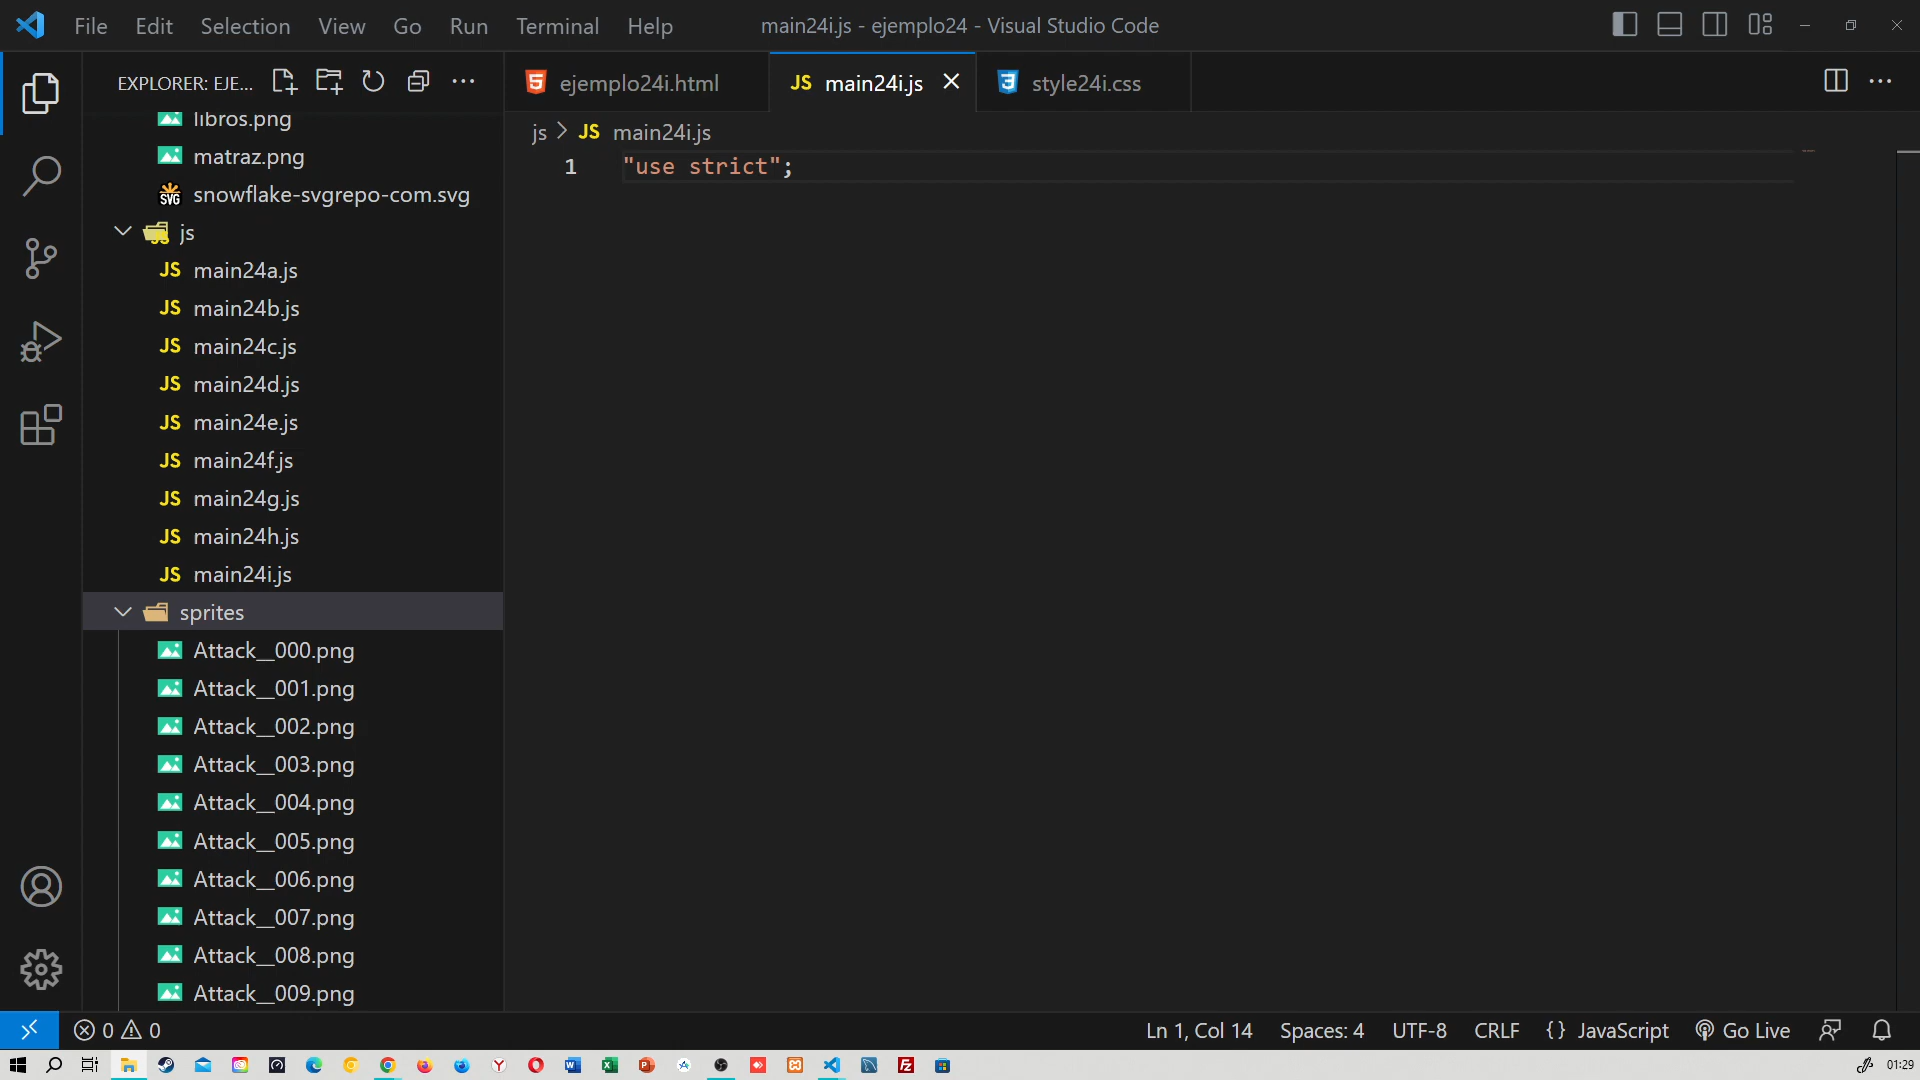 File Edit Selection View Go Run Terminal Help main24i.js - ejemplo24 - Visual Studio Code
EXPLORER: EJE...
libros.png
matraz.png
SVG snowflake-svgrepo-com.svg
js
JS main24a.js
JS main24b.js
JS main24c.js
JS main24d.js
JS main24e.js
JS main24f.js
JS main24g.js
JS main24h.js
JS main24i.js
sprites
Attack__000.png
Attack__001.png
Attack__002.png
Attack__003.png
Attack__004.png
Attack__005.png
Attack__006.png
Attack__007.png
Attack__008.png
Attack__009.png
5 ejemplo24i.html JS main24i.js 3 style24i.css
js > JS main24i.js
1 "use strict";
0 0 Ln 1, Col 14 Spaces: 4 UTF-8 CRLF {} JavaScript Go Live
01:29